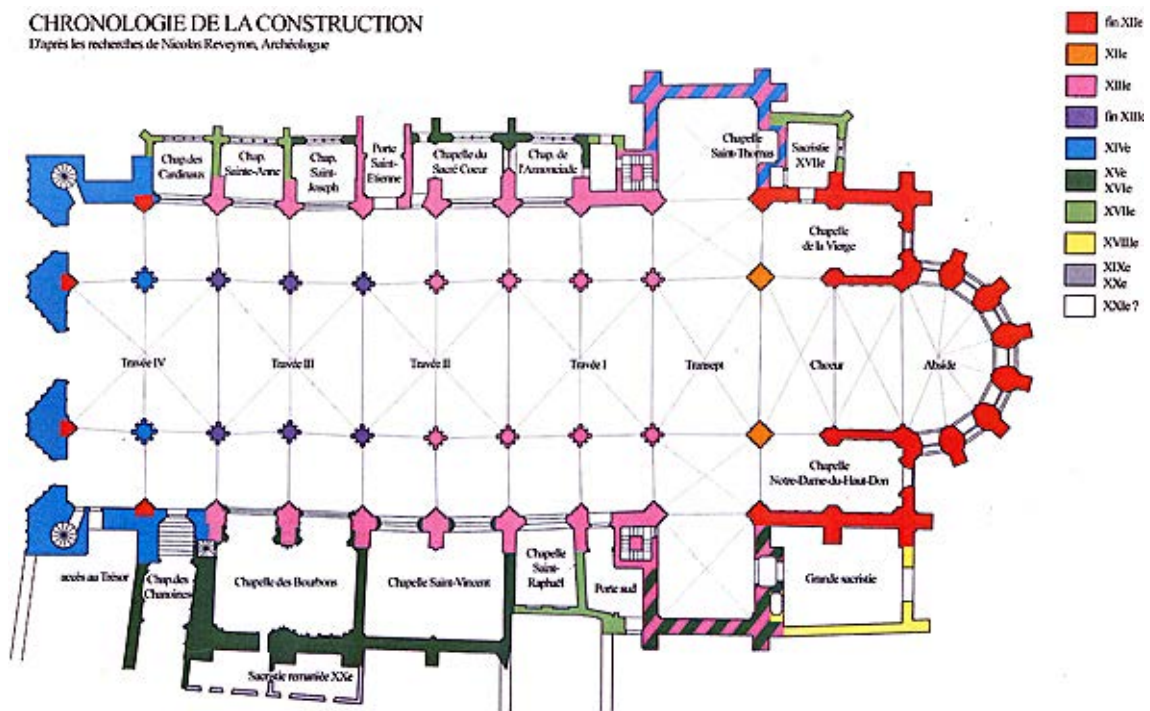 CHRONOLOGIE DE LA CONSTRUCTION
D'après les recherches de Nicolas Reveyron, Archéologue
fin XIIe
XIIe
XIIIe
fin XIIIe
XIVe
XVe
XVIe
XVIIe
XVIIIe
XIXe
XXe
XXIe ?
Chap. des
Cardinaux
Chap.
Sainte-Anne
Chap.
Saint-
Joseph
Porte
Saint-
Etienne
Chapelle du
Sacré Coeur
Chap. de
l'Annonciade
Chapelle
Saint-Thomas
Sacristie
XVIIe
Chapelle
de la Vierge
Travée IV
Travée III
Travée II
Travée I
Transept
Choeur
Abside
Chapelle
Notre-Dame-du-Haut-Don
accès au Trésor
Chap. des
Chanoines
Chapelle des Bourbons
Chapelle Saint-Vincent
Chapelle
Saint-
Raphaël
Porte sud
Grande sacristie
Sacristie remaniée XXe